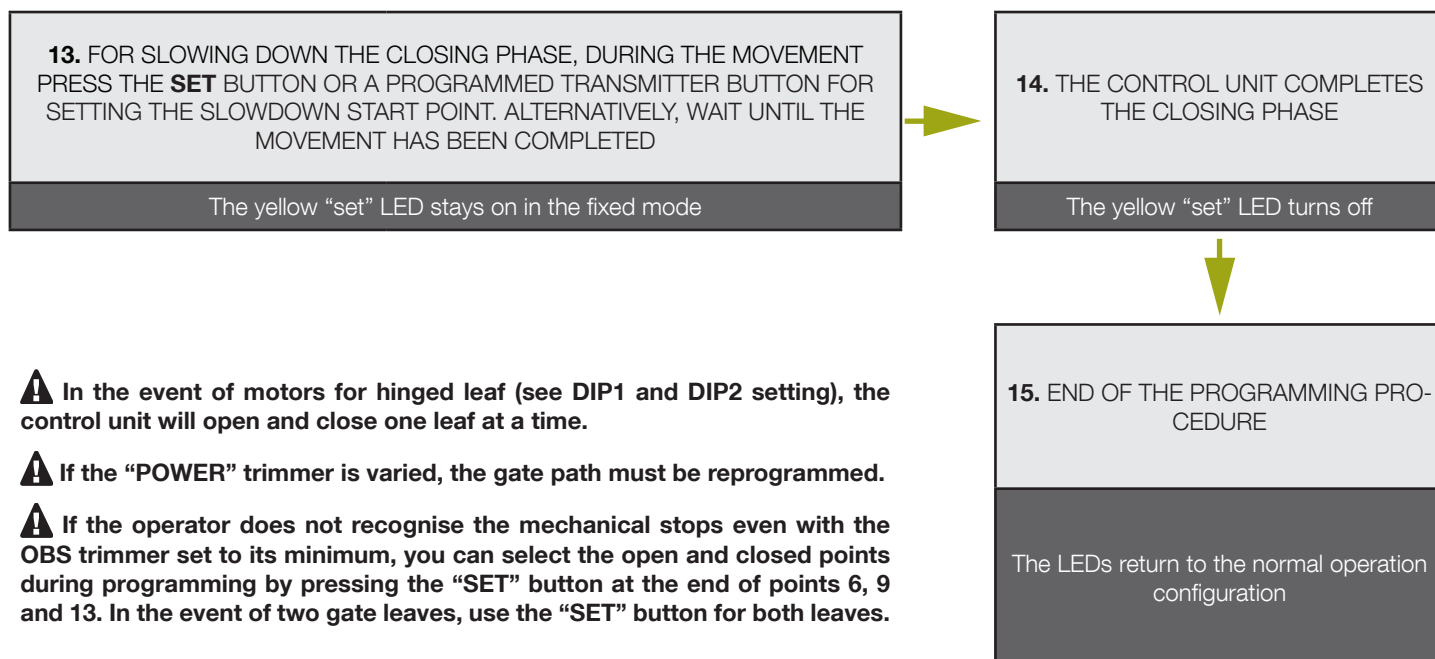 13. FOR SLOWING DOWN THE CLOSING PHASE, DURING THE MOVEMENT
PRESS THE SET BUTTON OR A PROGRAMMED TRANSMITTER BUTTON FOR
SETTING THE SLOWDOWN START POINT. ALTERNATIVELY, WAIT UNTIL THE
MOVEMENT HAS BEEN COMPLETED
The yellow “set” LED stays on in the fixed mode
14. THE CONTROL UNIT COMPLETES
THE CLOSING PHASE
The yellow “set” LED turns off
15. END OF THE PROGRAMMING PRO-
CEDURE
The LEDs return to the normal operation
configuration
In the event of motors for hinged leaf (see DIP1 and DIP2 setting), the
control unit will open and close one leaf at a time.
If the “POWER” trimmer is varied, the gate path must be reprogrammed.
If the operator does not recognise the mechanical stops even with the
OBS trimmer set to its minimum, you can select the open and closed points
during programming by pressing the “SET” button at the end of points 6, 9
and 13. In the event of two gate leaves, use the “SET” button for both leaves.